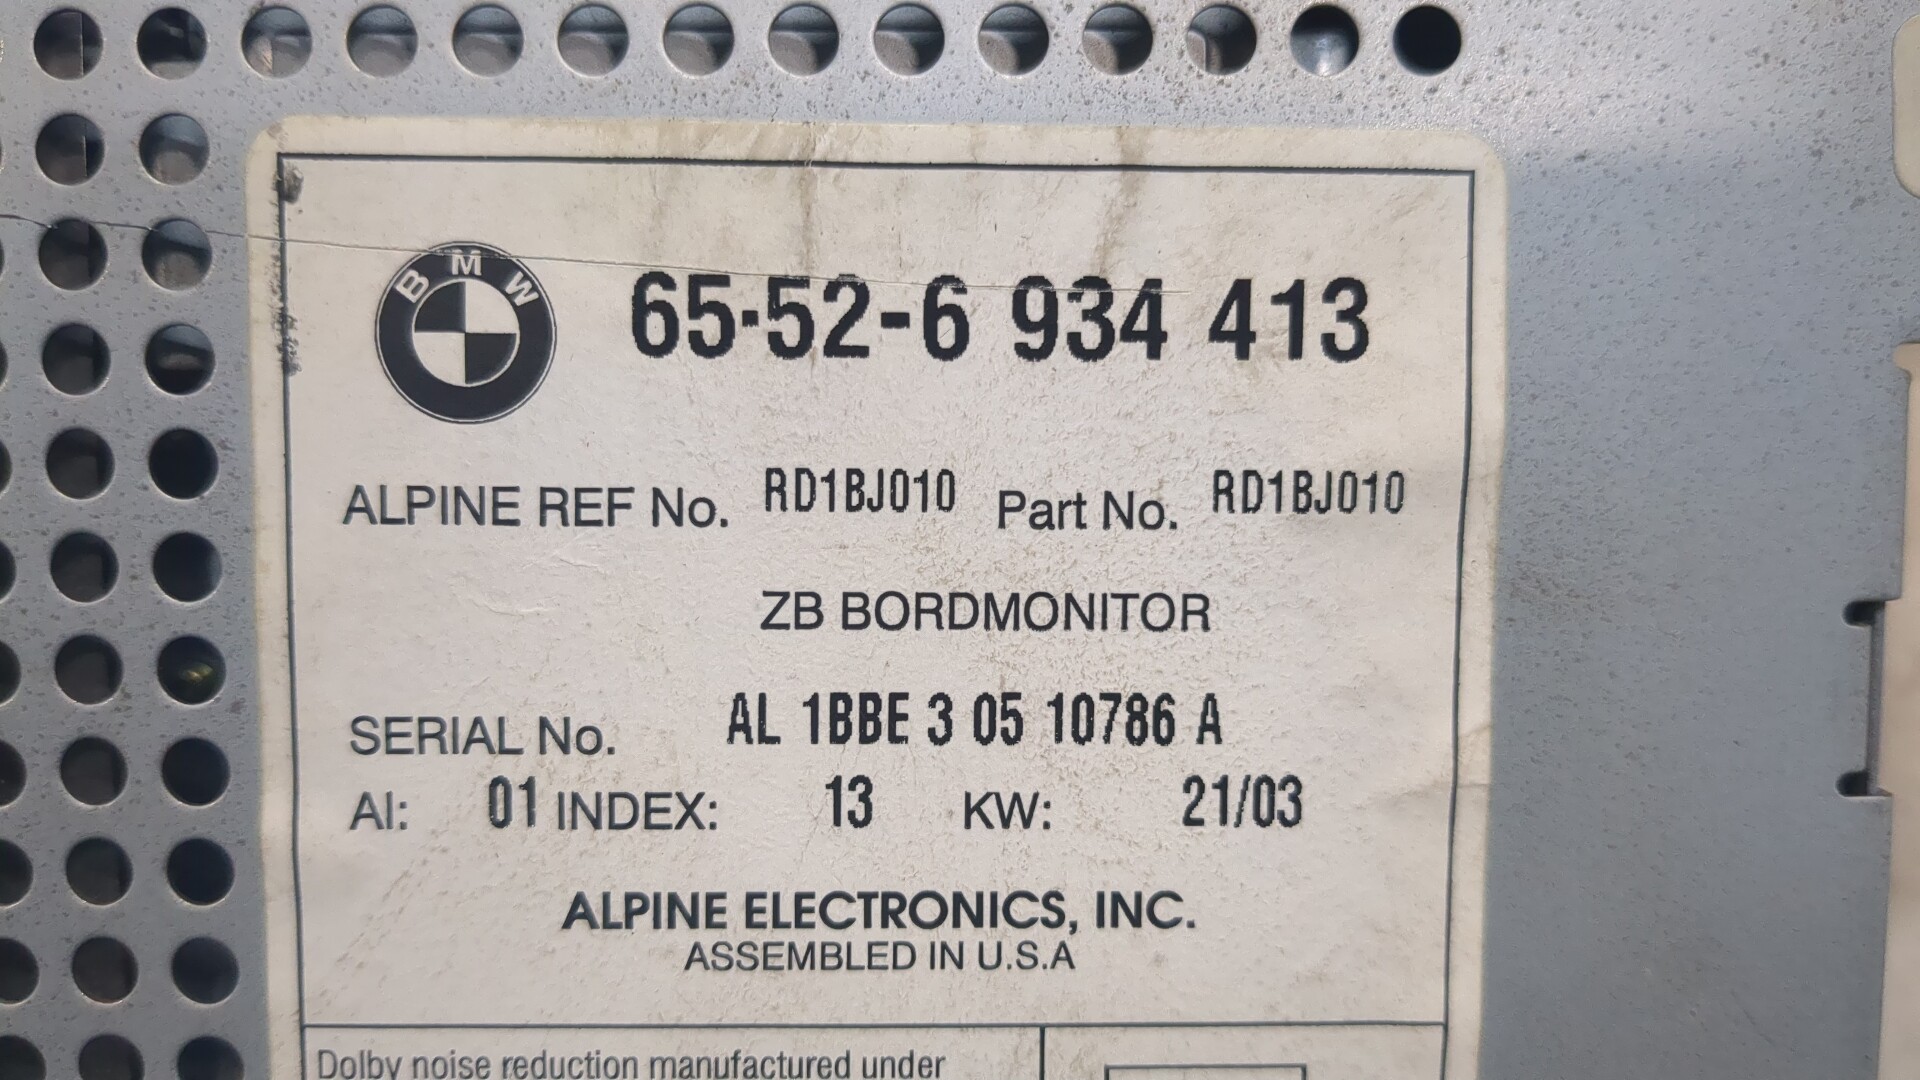 BMW
65-52-6 934 413
ALPINE REF No. RD1BJ010 Part No. RD1BJ010
ZB BORDMONITOR
SERIAL No. AL 1BBE 3 05 10786 A
AI: 01 INDEX: 13 KW: 21/03
ALPINE ELECTRONICS, INC.
ASSEMBLED IN U.S.A
Dolby noise reduction manufactured under